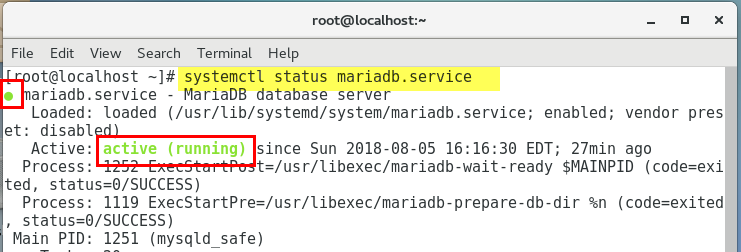 root@localhost:~
File Edit View Search Terminal Help
[root@localhost ~]# systemctl status mariadb.service
● mariadb.service - MariaDB database server
Loaded: loaded (/usr/lib/systemd/system/mariadb.service; enabled; vendor pres
et: disabled)
Active: active (running) since Sun 2018-08-05 16:16:30 EDT; 27min ago
Process: 1252 ExecStartPost=/usr/libexec/mariadb-wait-ready $MAINPID (code=exi
ted, status=0/SUCCESS)
Process: 1119 ExecStartPre=/usr/libexec/mariadb-prepare-db-dir %n (code=exited
, status=0/SUCCESS)
Main PID: 1251 (mysqld_safe)